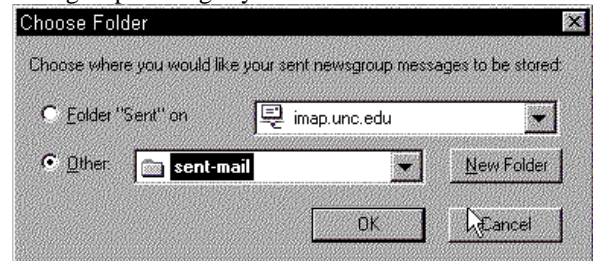 Choose Folder
Choose where you would like your sent newsgroup messages to be stored:
Folder "Sent" on imap.unc.edu
Other: sent-mail New Folder
OK Cancel